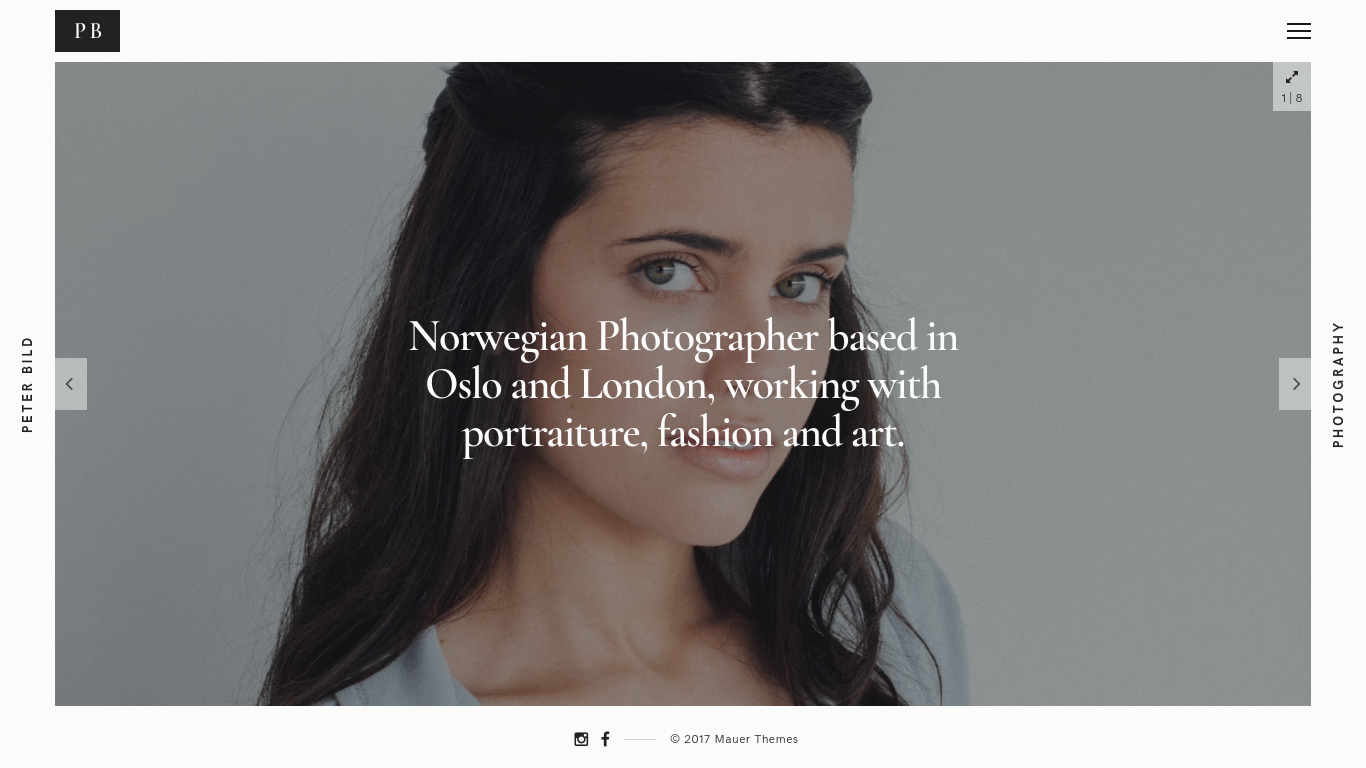 PB
1 | 8
Norwegian Photographer based in
Oslo and London, working with
portraiture, fashion and art.
PETER BILD
PHOTOGRAPHY
© 2017 Mauer Themes